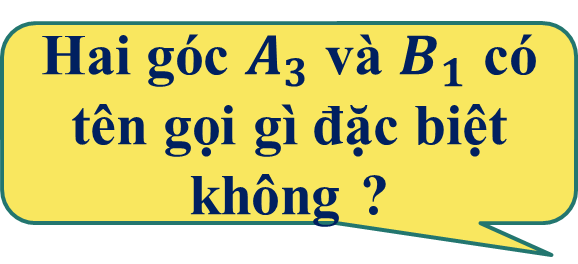 Hai góc A₃ và B₁ có
tên gọi gì đặc biệt
không ?